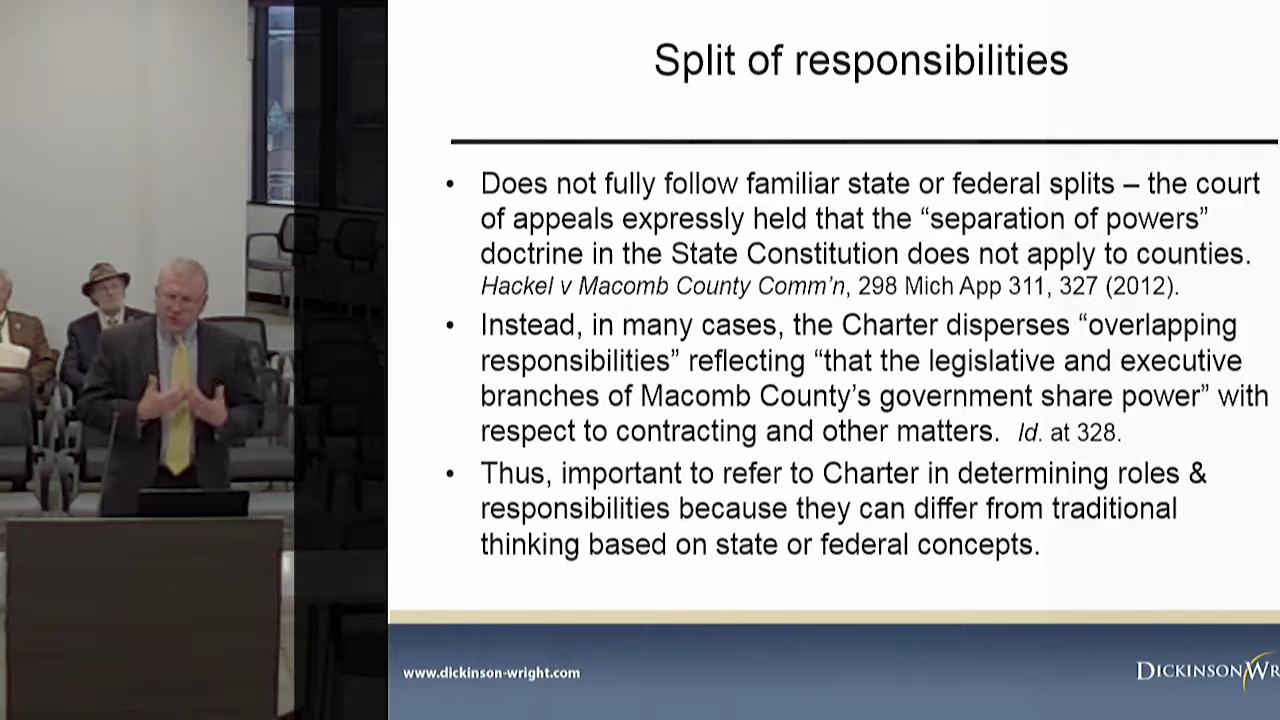 Split of responsibilities
• Does not fully follow familiar state or federal splits – the court
of appeals expressly held that the “separation of powers”
doctrine in the State Constitution does not apply to counties.
Hackel v Macomb County Comm’n, 298 Mich App 311, 327 (2012).
• Instead, in many cases, the Charter disperses “overlapping
responsibilities” reflecting “that the legislative and executive
branches of Macomb County’s government share power” with
respect to contracting and other matters. Id. at 328.
• Thus, important to refer to Charter in determining roles &
responsibilities because they can differ from traditional
thinking based on state or federal concepts.
www.dickinson-wright.com
DICKINSON WR